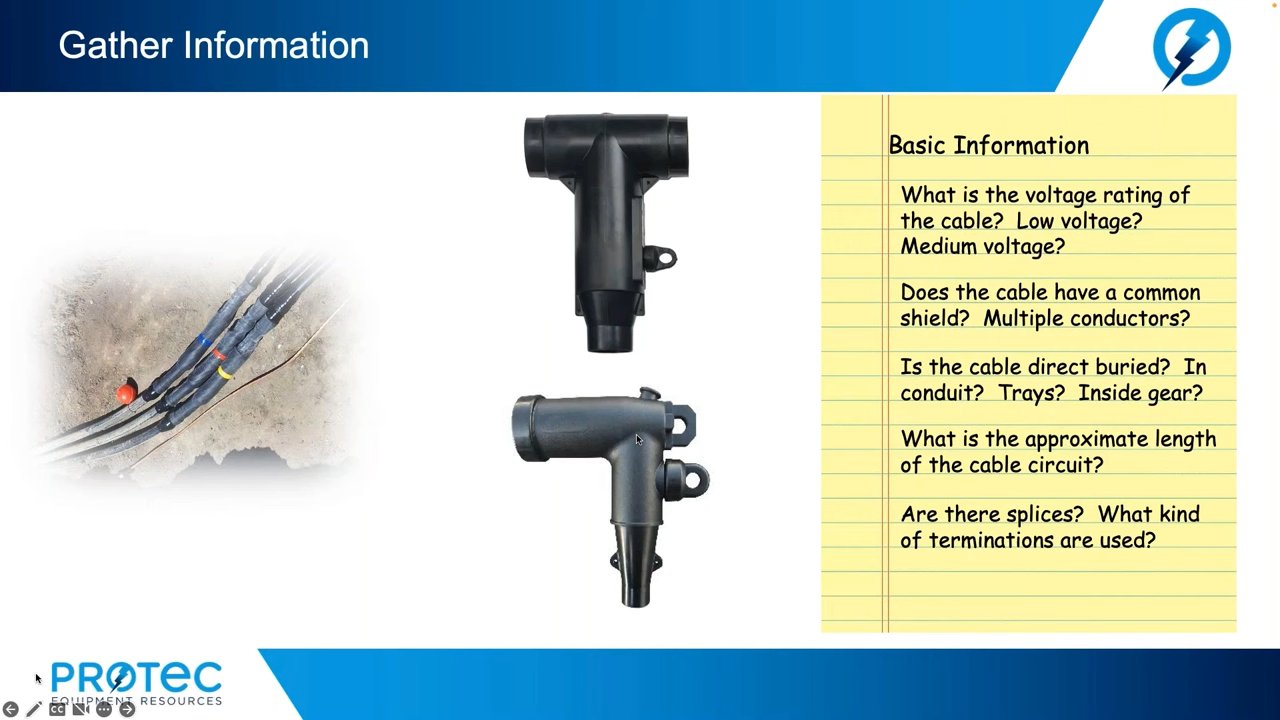 Gather Information
Basic Information
What is the voltage rating of
the cable? Low voltage?
Medium voltage?
Does the cable have a common
shield? Multiple conductors?
Is the cable direct buried? In
conduit? Trays? Inside gear?
What is the approximate length
of the cable circuit?
Are there splices? What kind
of terminations are used?
PROTEC
EQUIPMENT RESOURCES
CC